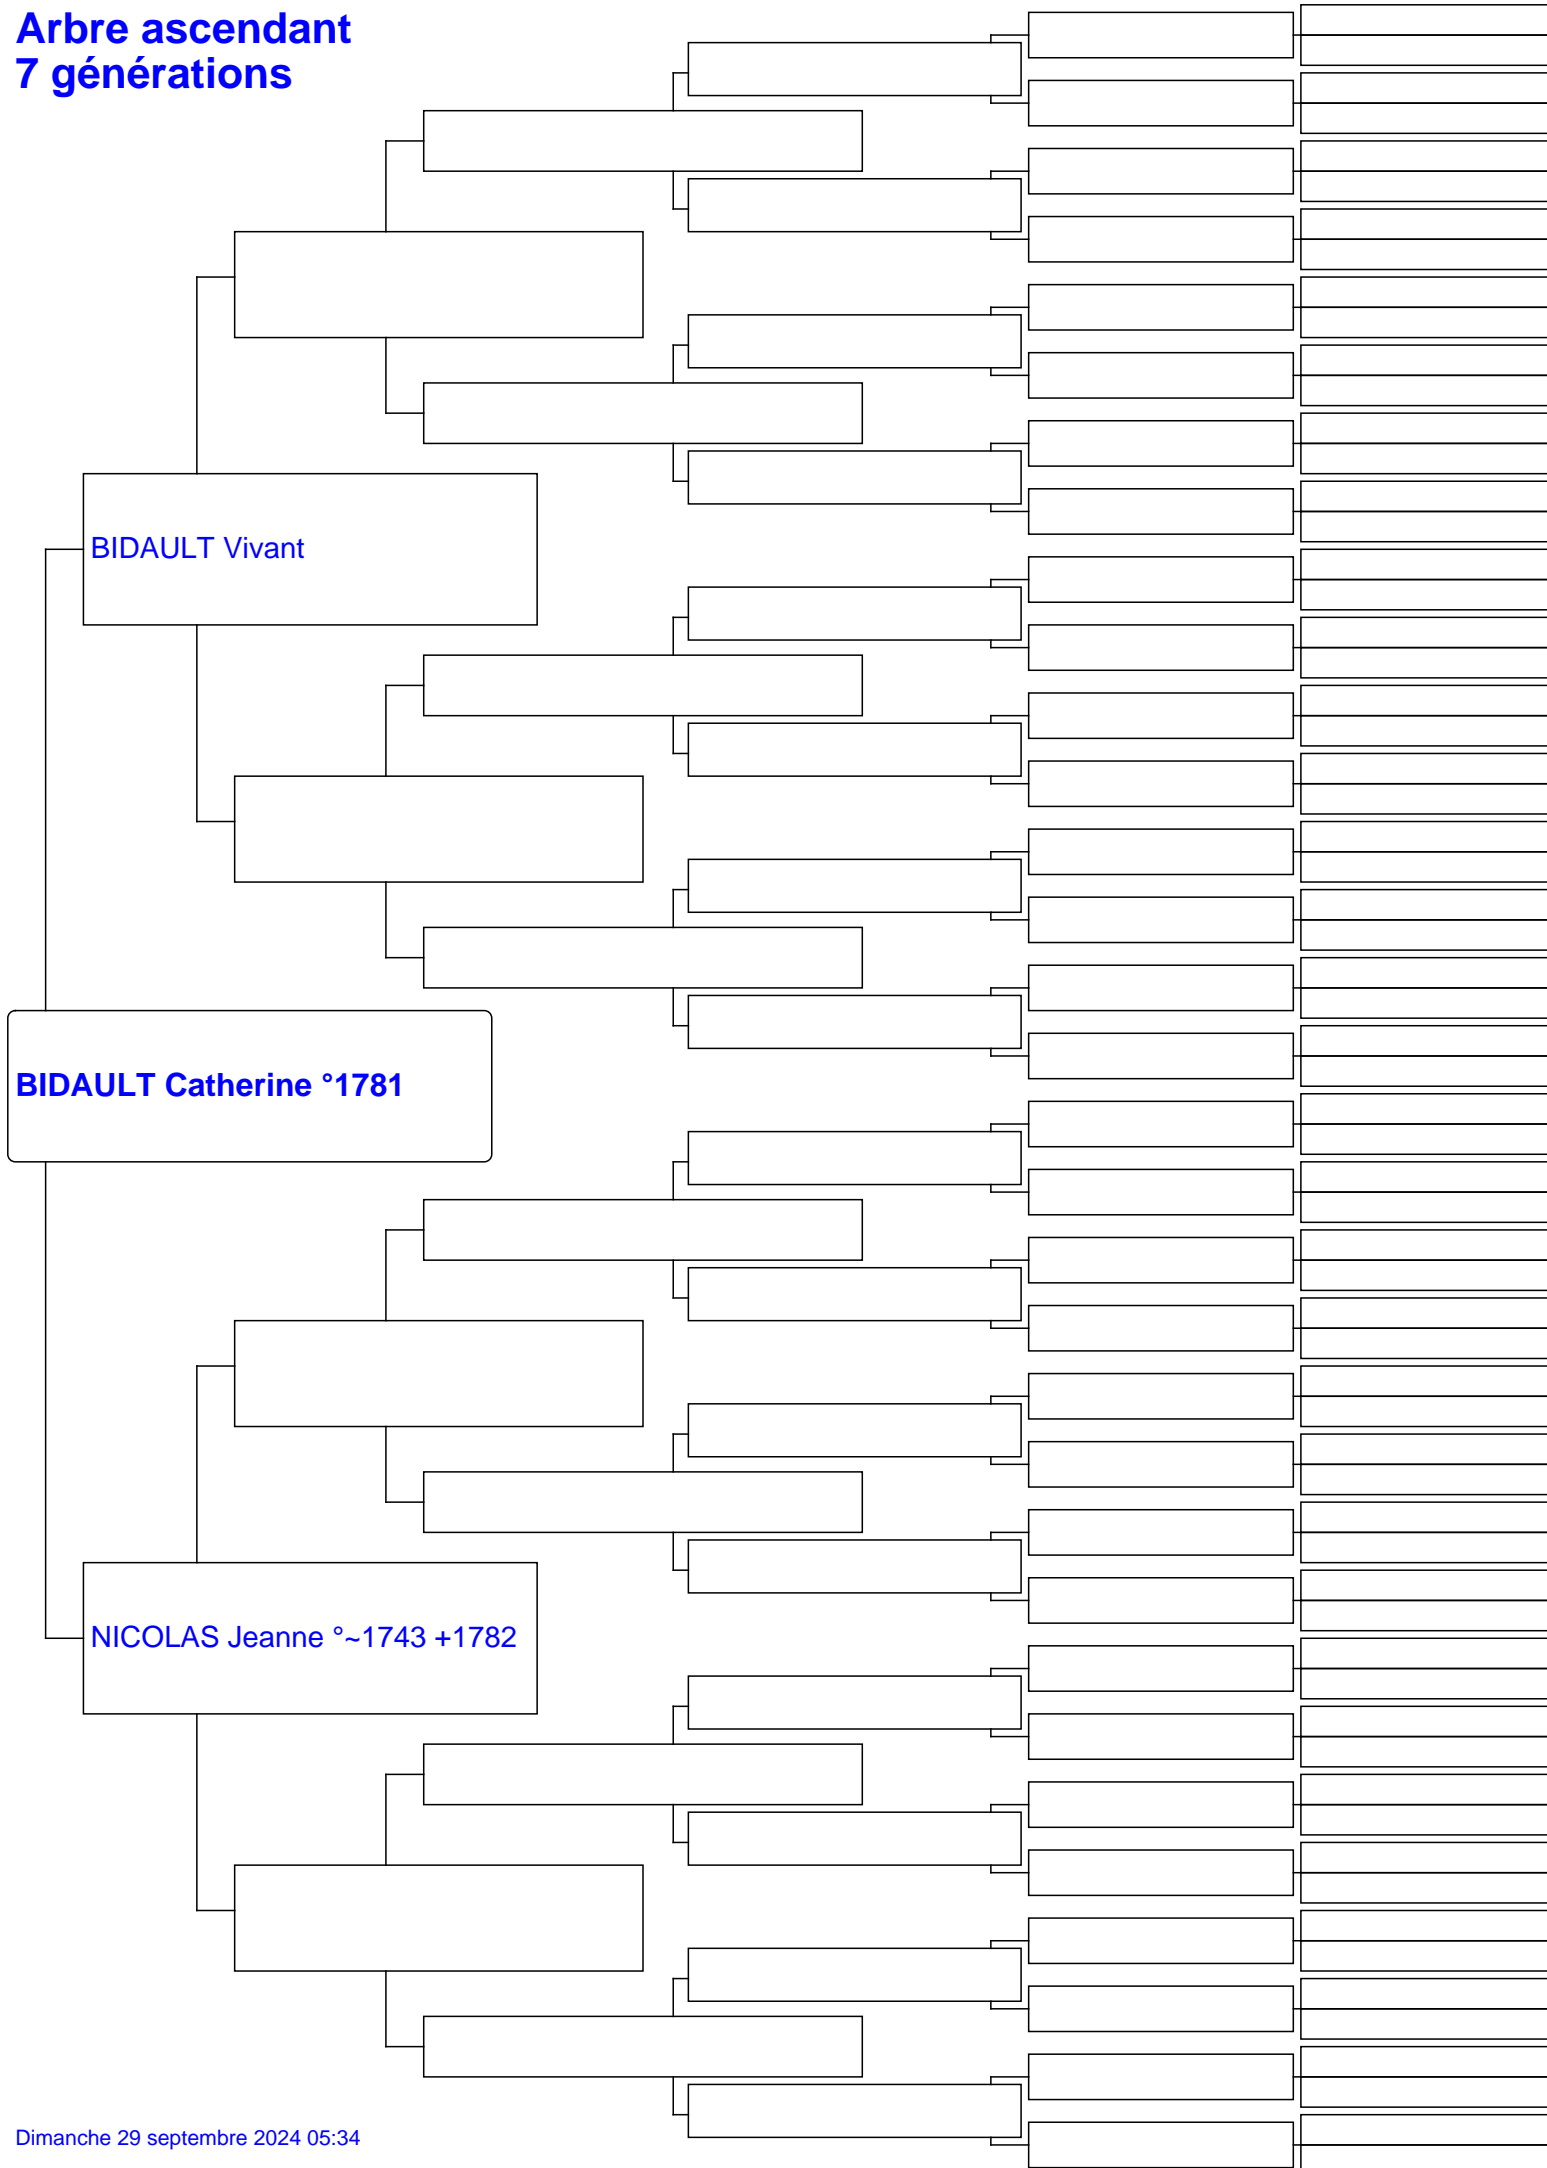 Arbre ascendant
7 générations
BIDAULT Vivant
BIDAULT Catherine °1781
NICOLAS Jeanne °~1743 +1782
Dimanche 29 septembre 2024 05:34